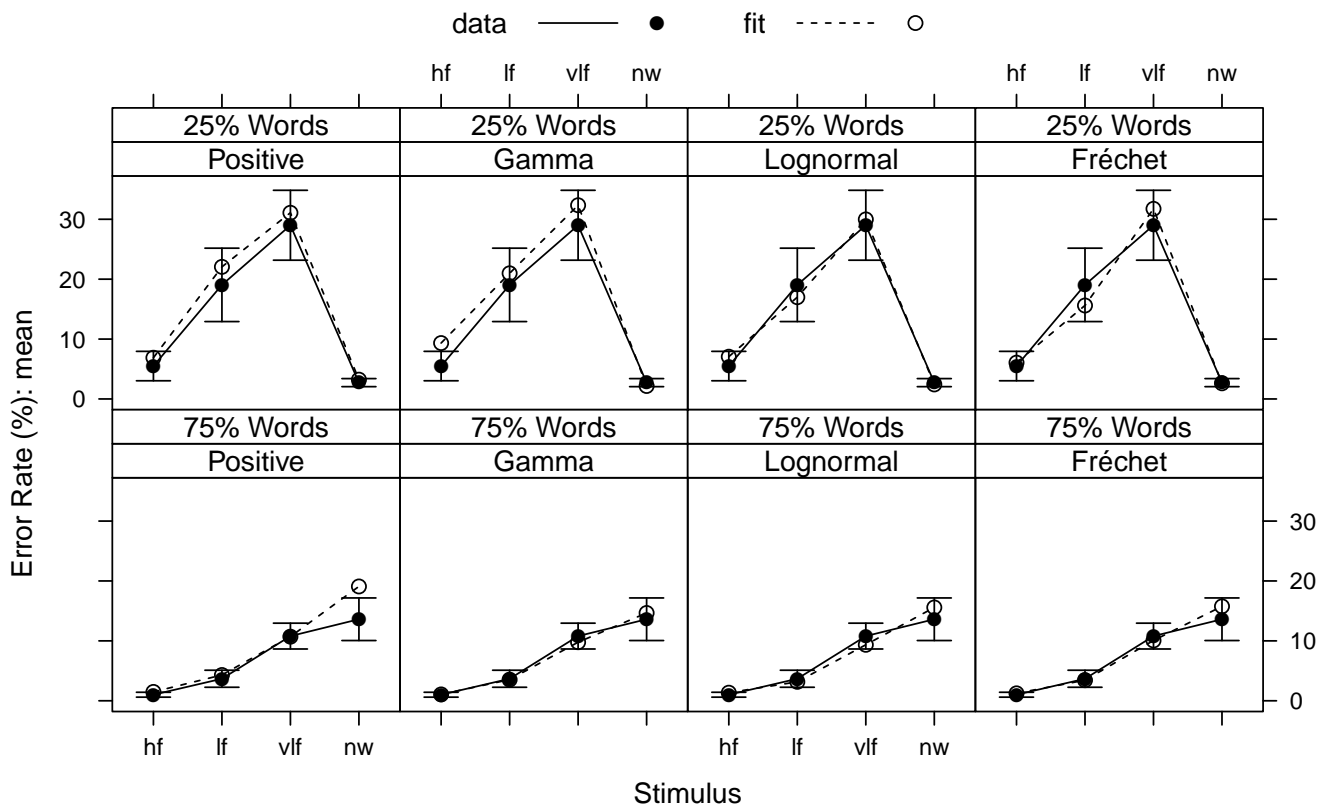 data fit
hf lf vlf nw hf lf vlf nw
25% Words 25% Words 25% Words 25% Words
Positive Gamma Lognormal Fréchet
30
20
10
0
75% Words 75% Words 75% Words 75% Words
Positive Gamma Lognormal Fréchet
30
20
10
0
hf lf vlf nw hf lf vlf nw
Stimulus
Error Rate (%): mean